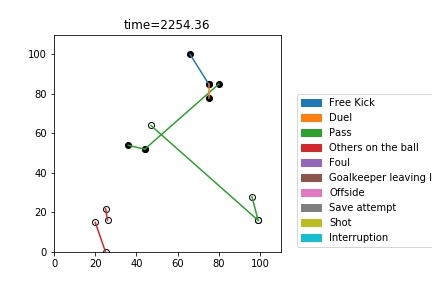 time=2254.36
100
80
60
40
20
0
0 20 40 60 80 100
Free Kick
Duel
Pass
Others on the ball
Foul
Goalkeeper leaving l
Offside
Save attempt
Shot
Interruption